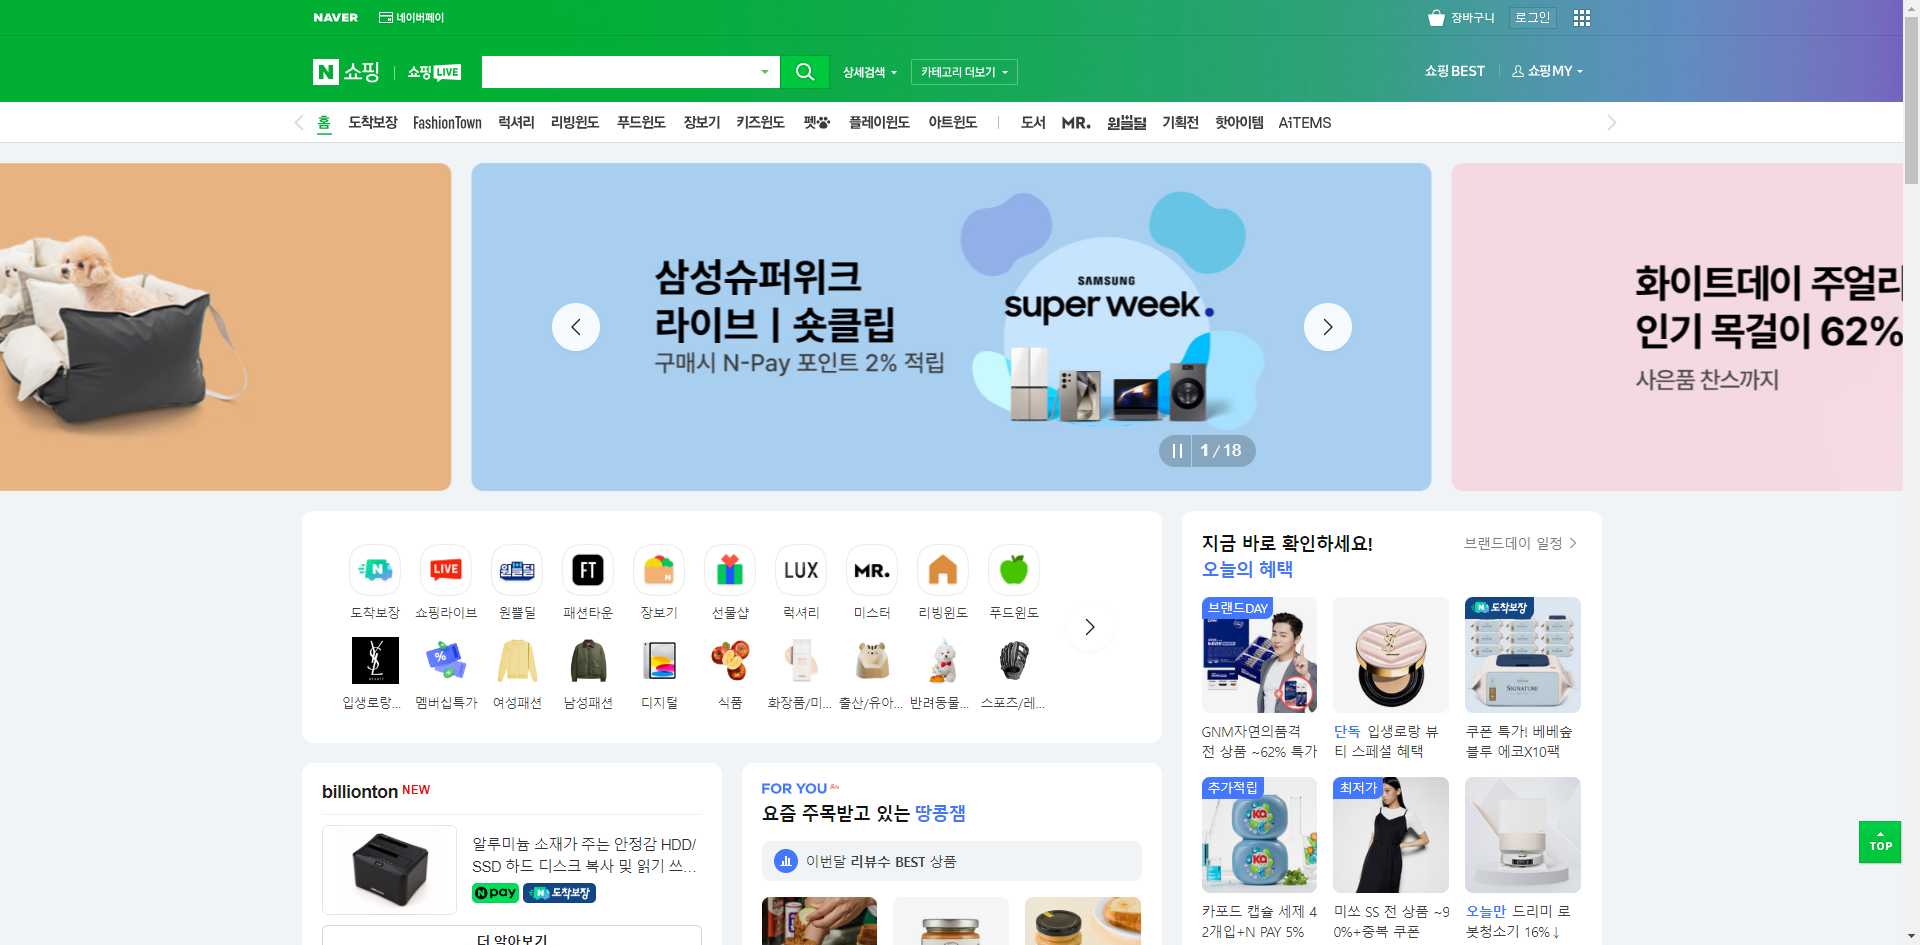 NAVER 네이버페이 장바구니 로그인
N 쇼핑 쇼핑LIVE 상세검색 카테고리 더보기 쇼핑BEST 쇼핑MY
홈 도착보장 FashionTown 럭셔리 리빙윈도 푸드윈도 장보기 키즈윈도 펫 플레이윈도 아트윈도 도서 MR. 원쁠딜 기획전 핫아이템 AiTEMS
삼성슈퍼위크
라이브 | 숏클립
구매시 N-Pay 포인트 2% 적립
SAMSUNG
super week.
1 / 18
화이트데이 주얼리
인기 목걸이 62%
사은품 찬스까지
N LIVE 원쁠딜 FT N LUX MR.
도착보장 쇼핑라이브 원쁠딜 패션타운 장보기 선물샵 럭셔리 미스터 리빙윈도 푸드윈도
입생로랑... 멤버십특가 여성패션 남성패션 디지털 식품 화장품/미... 출산/유아... 반려동물... 스포츠/레...
지금 바로 확인하세요! 브랜드데이 일정
오늘의 혜택
브랜드DAY
N 도착보장
SIGNATURE
GNM자연의품격
전 상품 ~62% 특가
단독 입생로랑 뷰
티 스페셜 혜택
쿠폰 특가! 베베숲
블루 에코X10팩
추가적립
최저가
카포드 캡슐 세제 4
2개입+N PAY 5%
미쏘 SS 전 상품 ~9
0%+중복 쿠폰
오늘만 드리미 로
봇청소기 16%↓
billionton NEW
알루미늄 소재가 주는 안정감 HDD/
SSD 하드 디스크 복사 및 읽기 쓰...
N pay N 도착보장
더 알아보기
FOR YOU
요즘 주목받고 있는 땅콩잼
이번달 리뷰수 BEST 상품
TOP